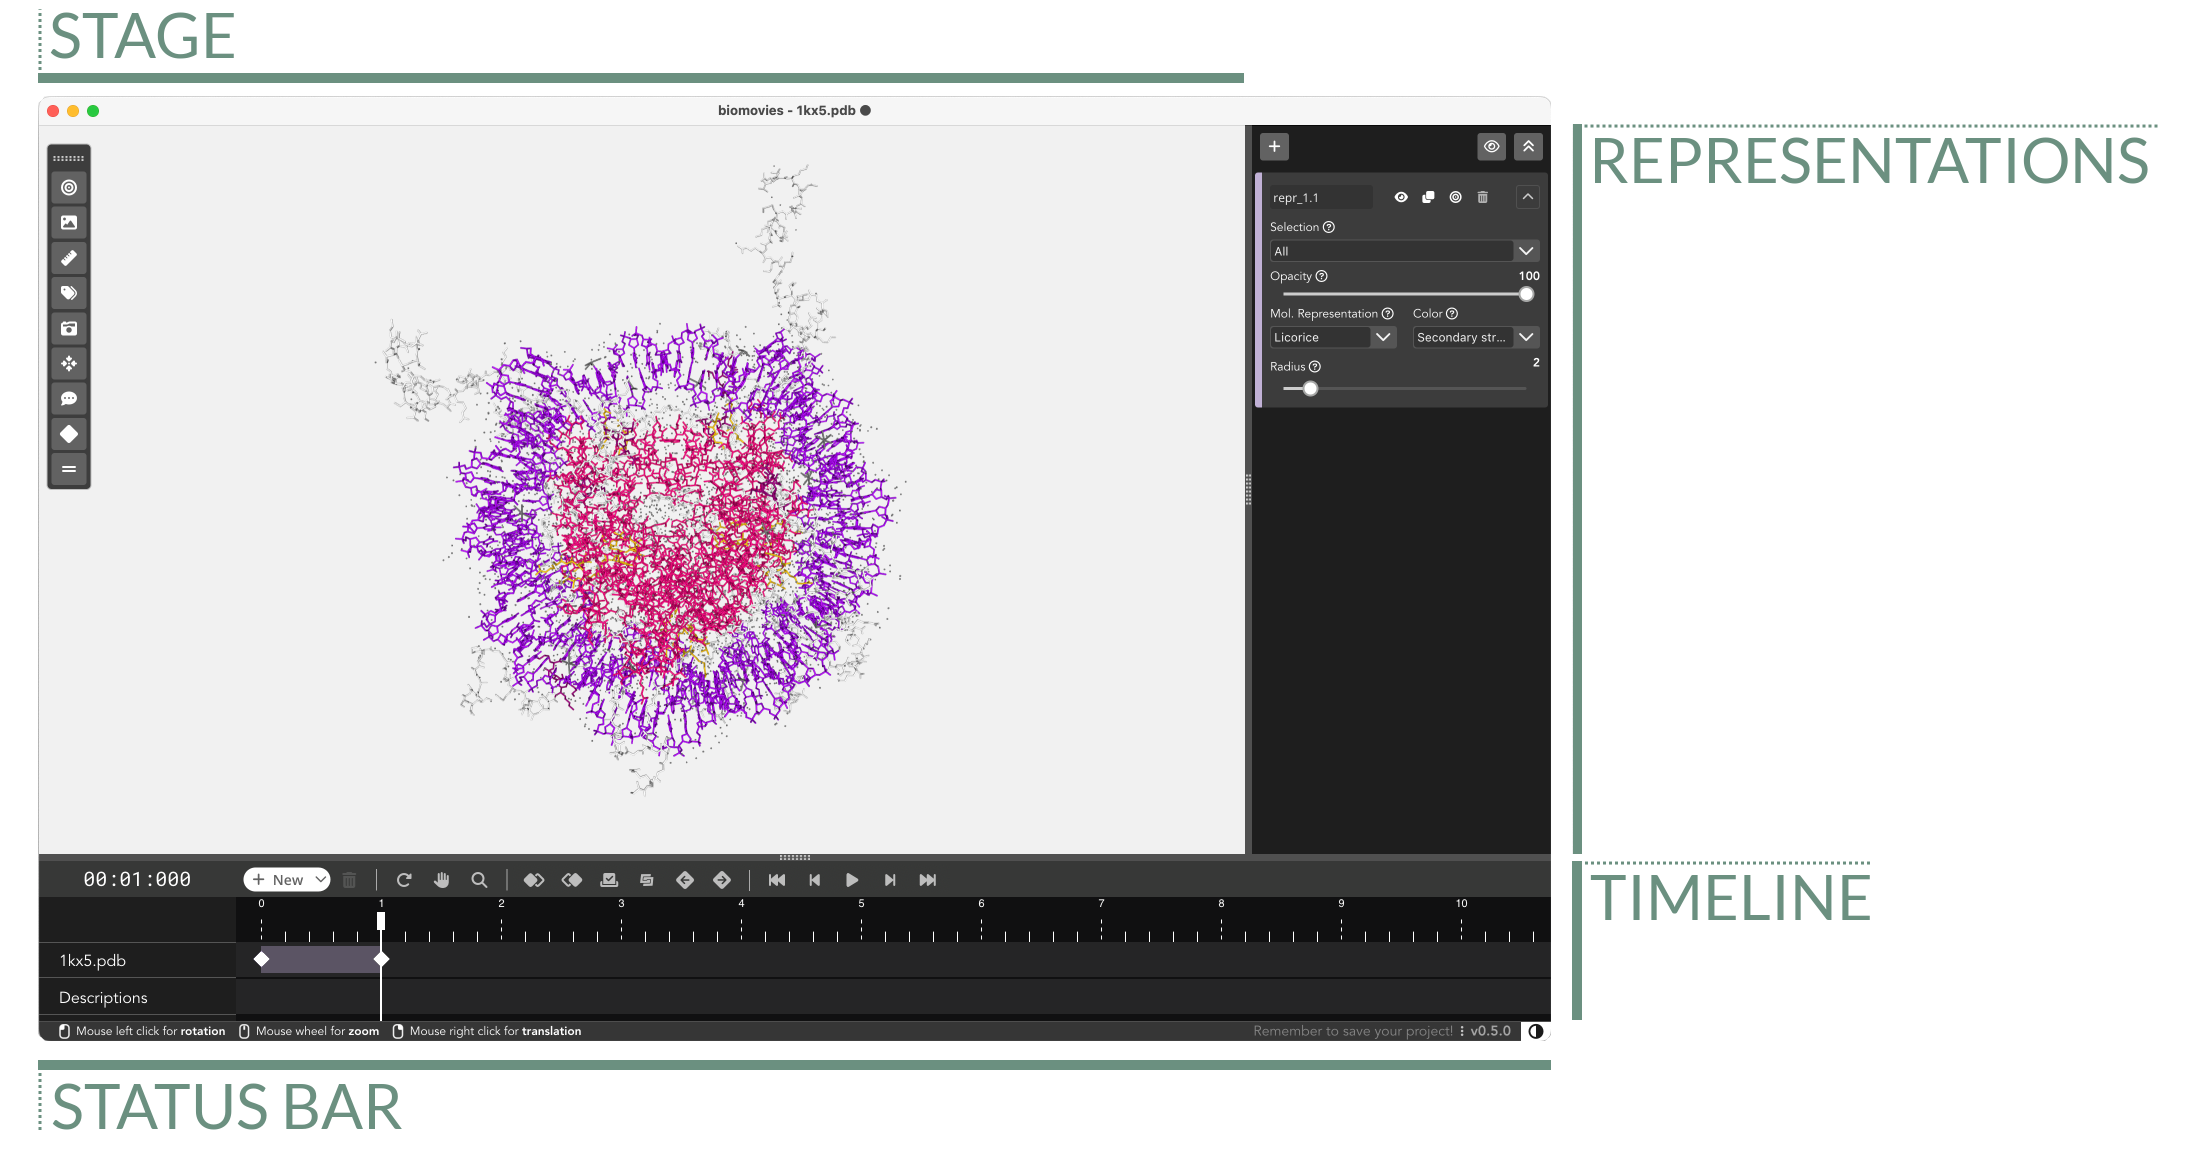 STAGE
biomovies - 1kx5.pdb
REPRESENTATIONS
repr_1.1
Selection
All
Opacity 100
Mol. Representation Color
Licorice Secondary str...
Radius 2
TIMELINE
00:01:000 + New
0 1 2 3 4 5 6 7 8 9 10
1kx5.pdb
Descriptions
Mouse left click for rotation Mouse wheel for zoom Mouse right click for translation Remember to save your project! v0.5.0
STATUS BAR